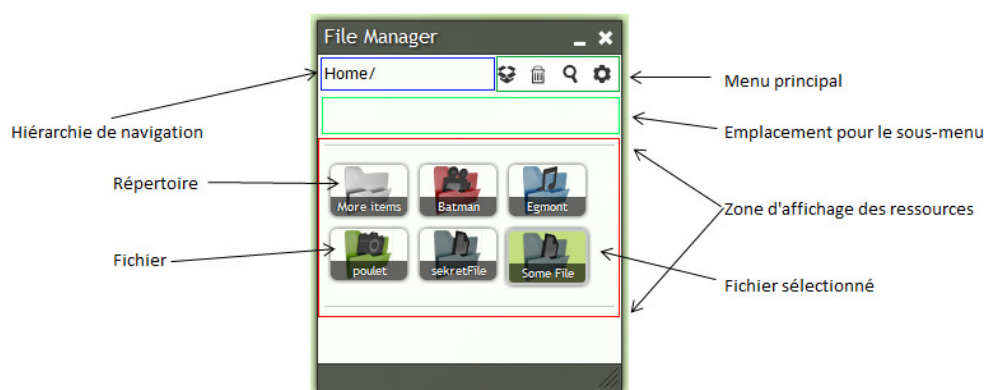 File Manager
Home/
Menu principal
Hiérarchie de navigation
Emplacement pour le sous-menu
Répertoire
More items
Batman
Egmont
Zone d'affichage des ressources
Fichier
poulet
sekretFile
Some File
Fichier sélectionné